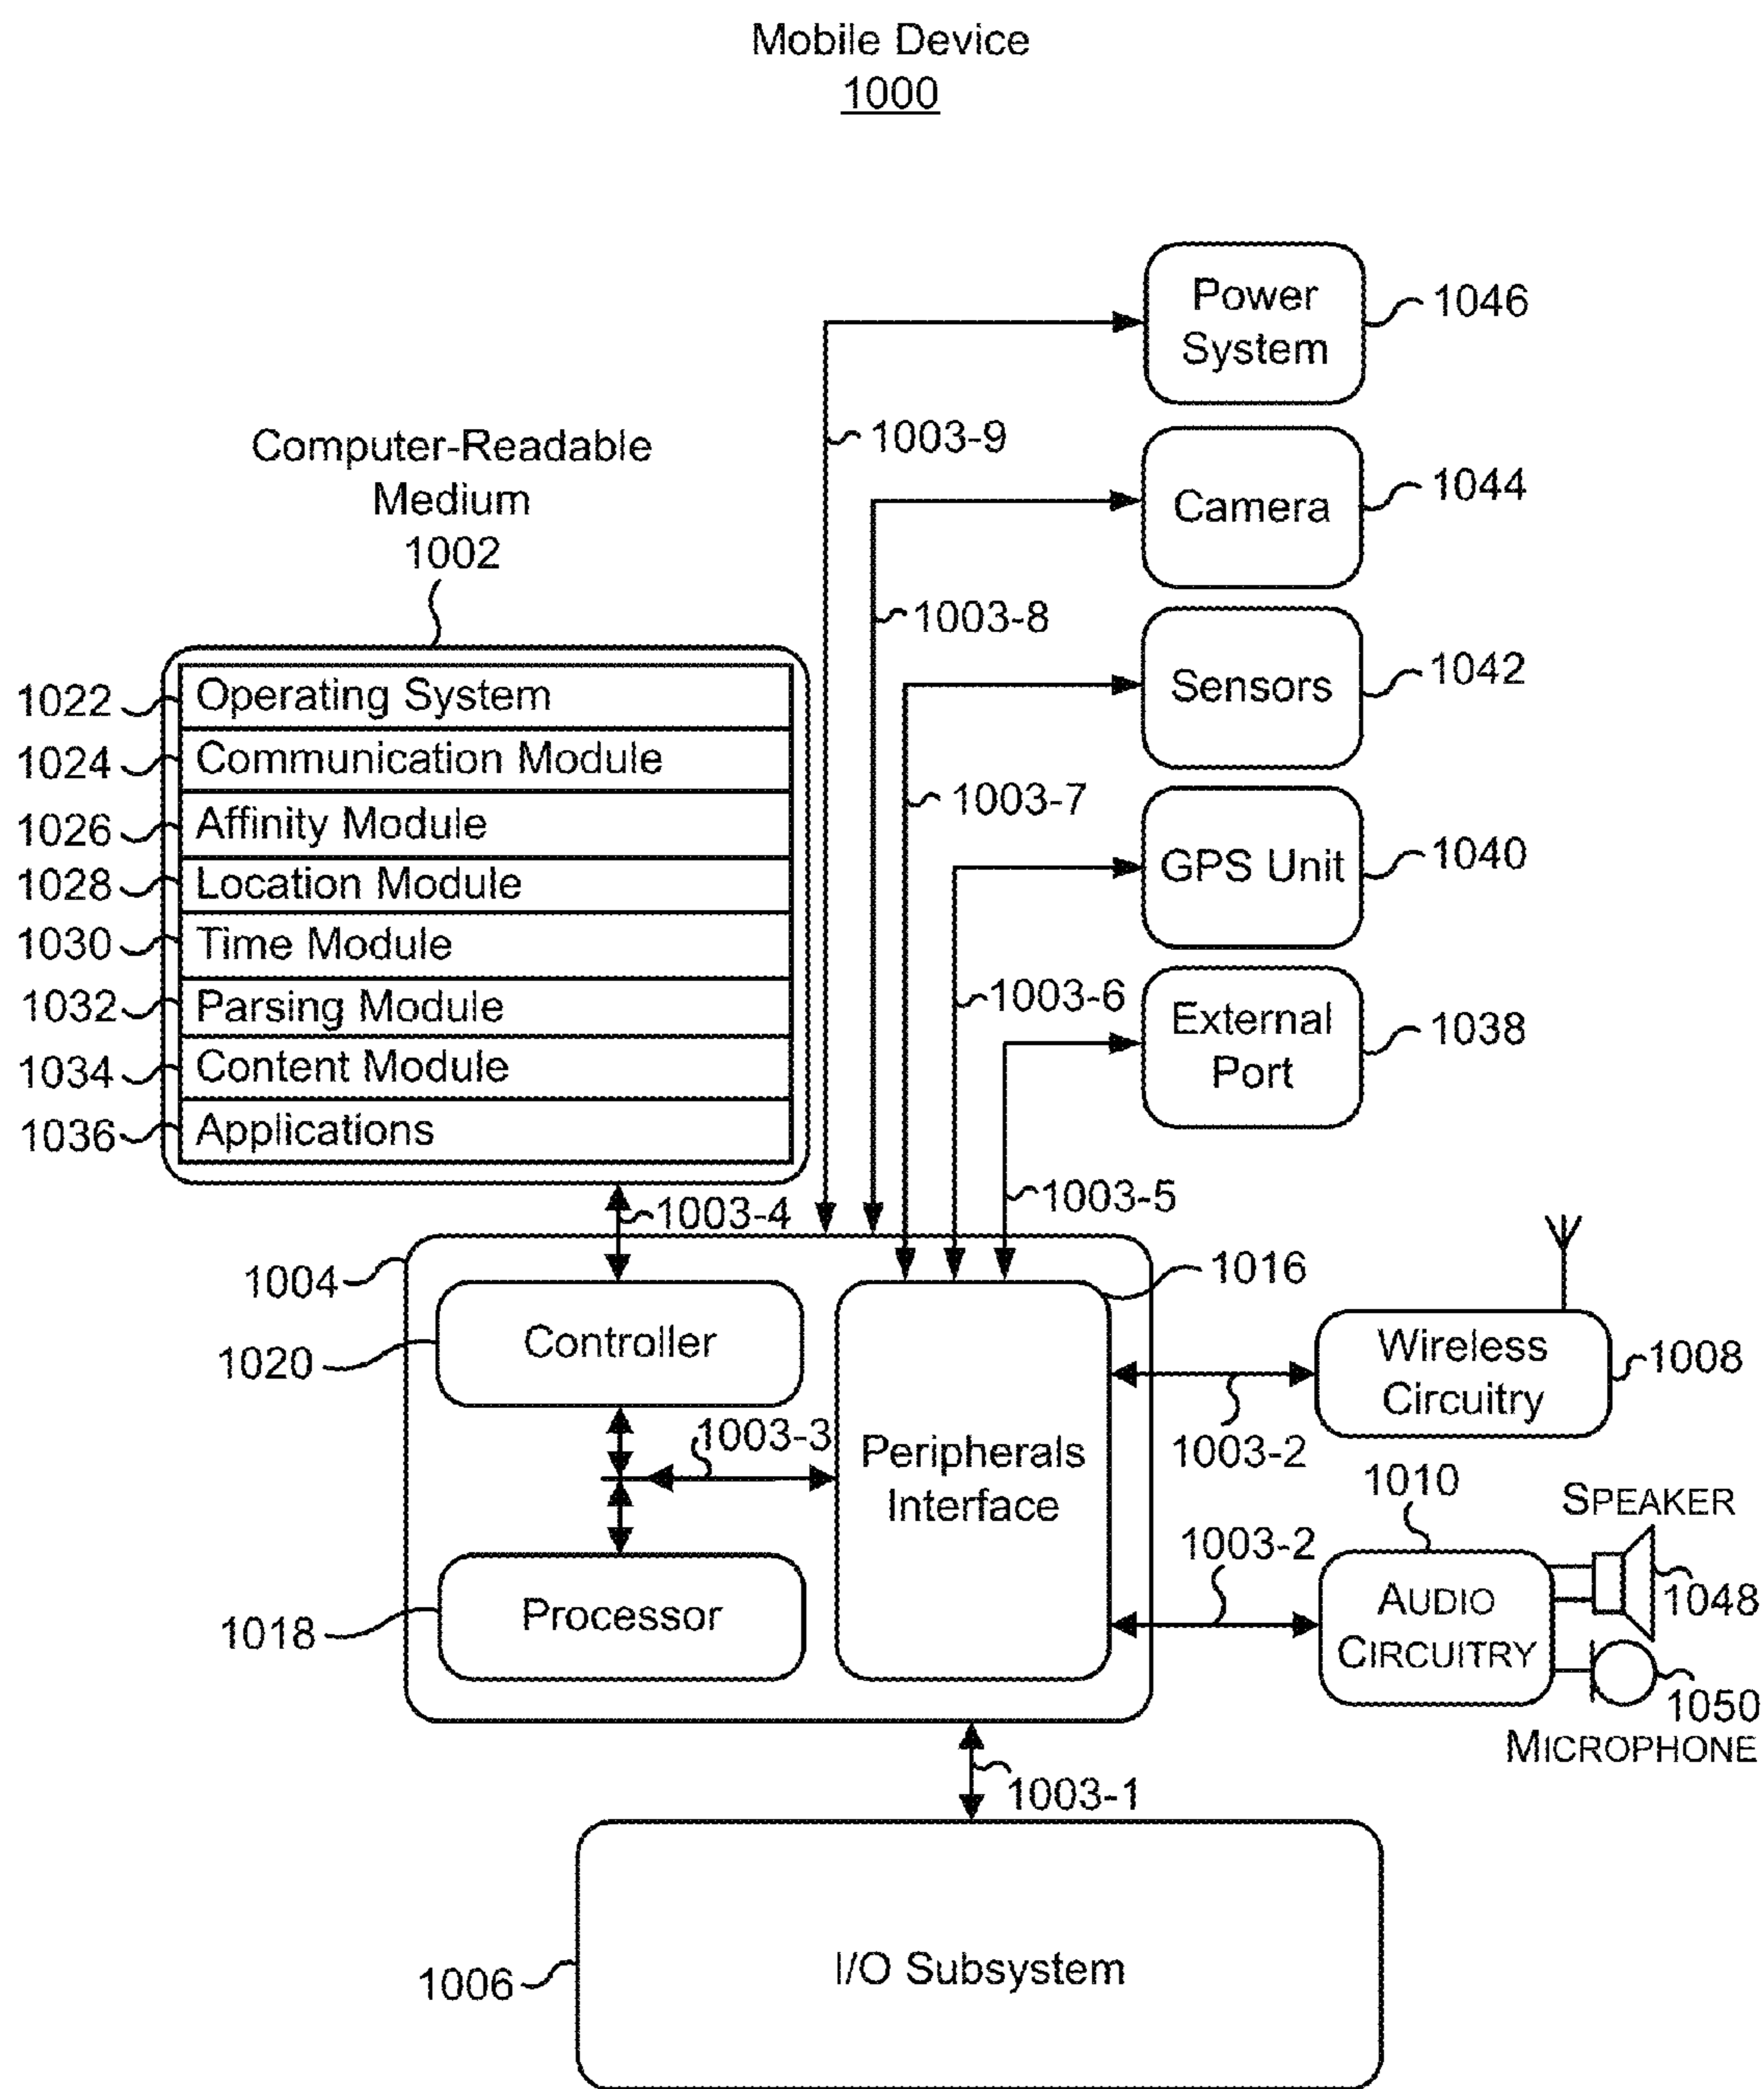 Mobile Device
1000
Power
System
1046
1003-9
Computer-Readable
Medium
1002
Camera
1044
1003-8
Sensors
1042
1022
Operating System
1024
Communication Module
1026
Affinity Module
1028
Location Module
1030
Time Module
1032
Parsing Module
1034
Content Module
1036
Applications
1003-7
GPS Unit
1040
1003-6
External
Port
1038
1003-5
1003-4
1004
1016
Controller
1020
Wireless
Circuitry
1008
1003-3
1003-2
Peripherals
Interface
1010
SPEAKER
1003-2
Processor
1018
AUDIO
CIRCUITRY
1048
1050
MICROPHONE
1003-1
I/O Subsystem
1006